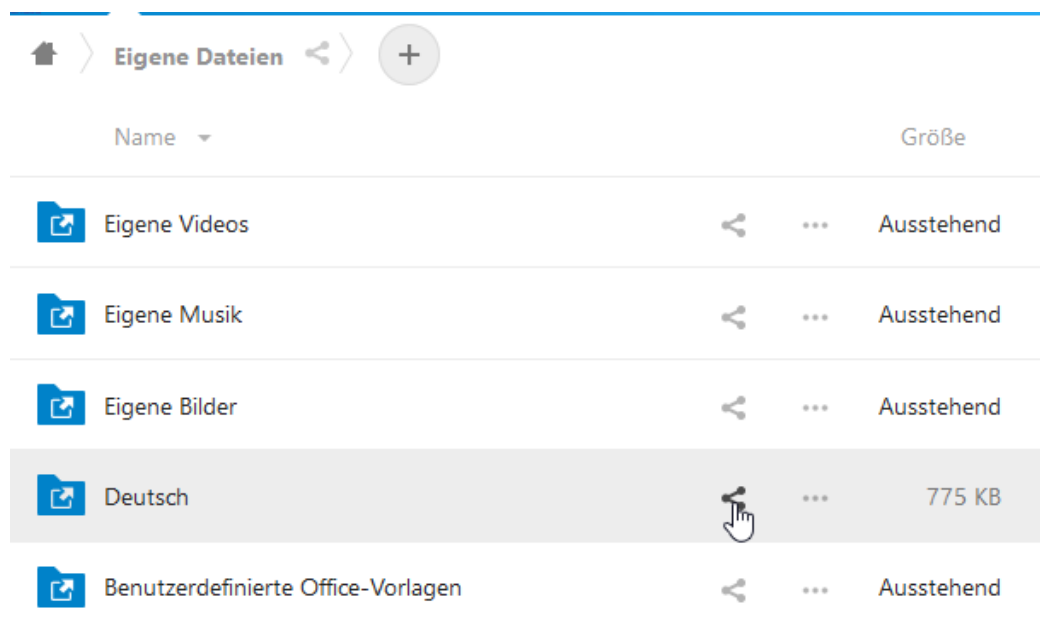 Eigene Dateien +
Name Größe
Eigene Videos ... Ausstehend
Eigene Musik ... Ausstehend
Eigene Bilder ... Ausstehend
Deutsch ... 775 KB
Benutzerdefinierte Office-Vorlagen ... Ausstehend